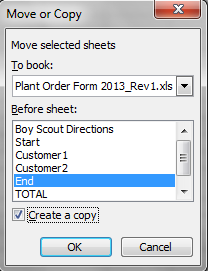 Move or Copy
Move selected sheets
To book:
Plant Order Form 2013_Rev1.xls
Before sheet:
Boy Scout Directions
Start
Customer1
Customer2
End
TOTAL
Create a copy
OK
Cancel